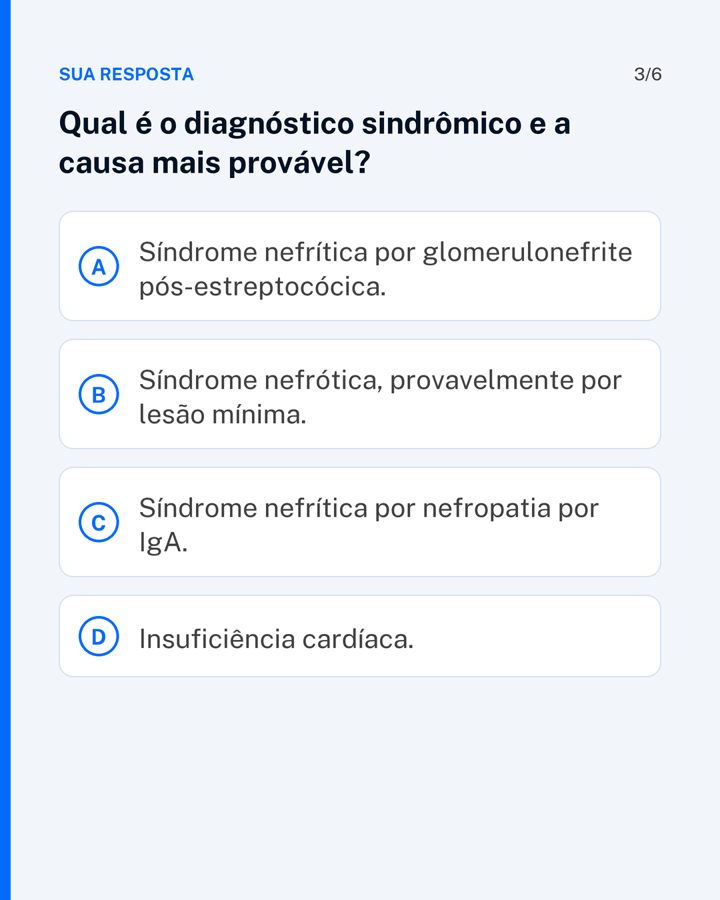 SUA RESPOSTA
3/6
Qual é o diagnóstico sindrômico e a
causa mais provável?
A
Síndrome nefrítica por glomerulonefrite
pós-estreptocócica.
B
Síndrome nefrótica, provavelmente por
lesão mínima.
C
Síndrome nefrítica por nefropatia por
IgA.
D
Insuficiência cardíaca.